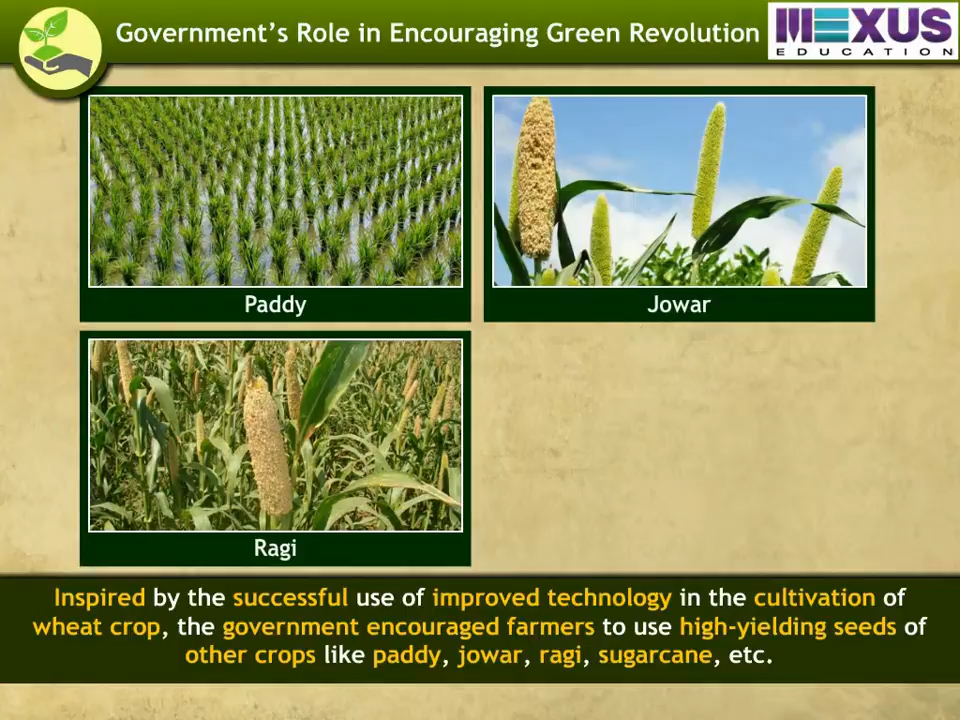 Government's Role in Encouraging Green Revolution
MEXUS
EDUCATION
Paddy
Jowar
Ragi
Inspired by the successful use of improved technology in the cultivation of
wheat crop, the government encouraged farmers to use high-yielding seeds of
other crops like paddy, jowar, ragi, sugarcane, etc.